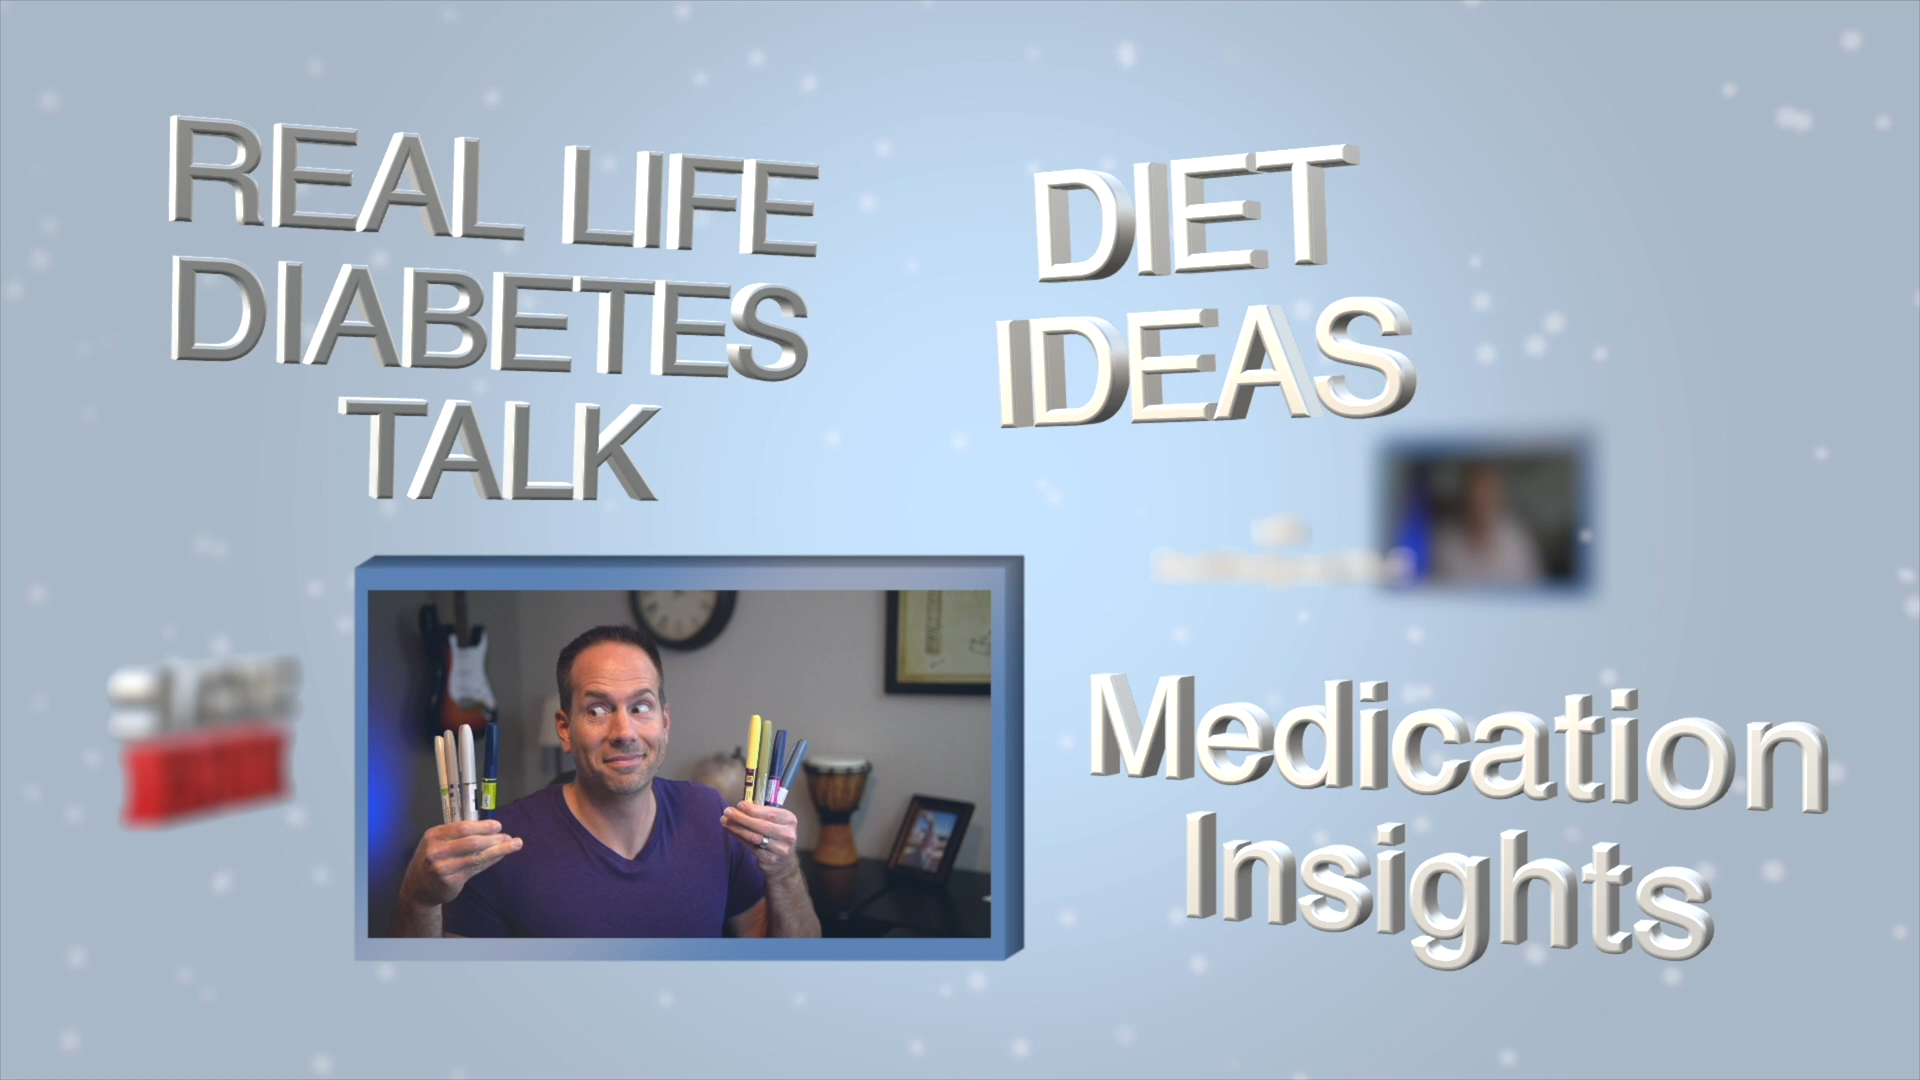 REAL LIFE
DIABETES
TALK
DIET
IDEAS
Medication
Insights